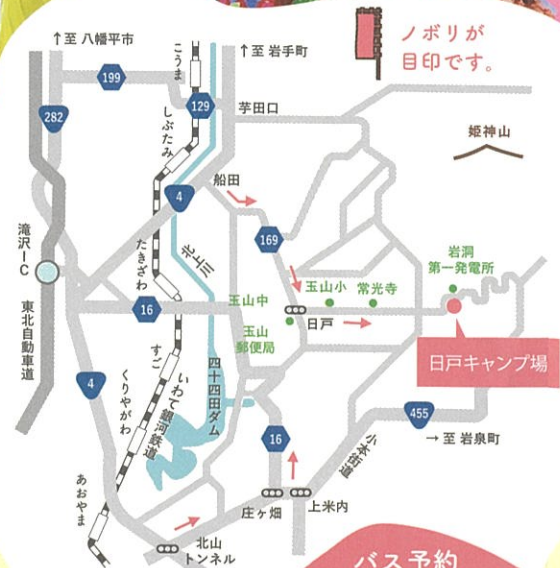 ↑至 八幡平市
こうま
↑至 岩手町
ノボリが
目印です。
199
282
129
しぶたみ
芋田口
姫神山
船田
4
169
滝沢IC
たきざわ
北上川
玉山中
玉山小
常光寺
岩洞
第一発電所
16
日戸
玉山
郵便局
東北自動車道
日戸キャンプ場
すご
いわて銀河鉄道
四十四田ダム
4
くりやがわ
16
小本街道
455
→ 至 岩泉町
あおやま
庄ヶ畑
上米内
北山
トンネル
バス予約